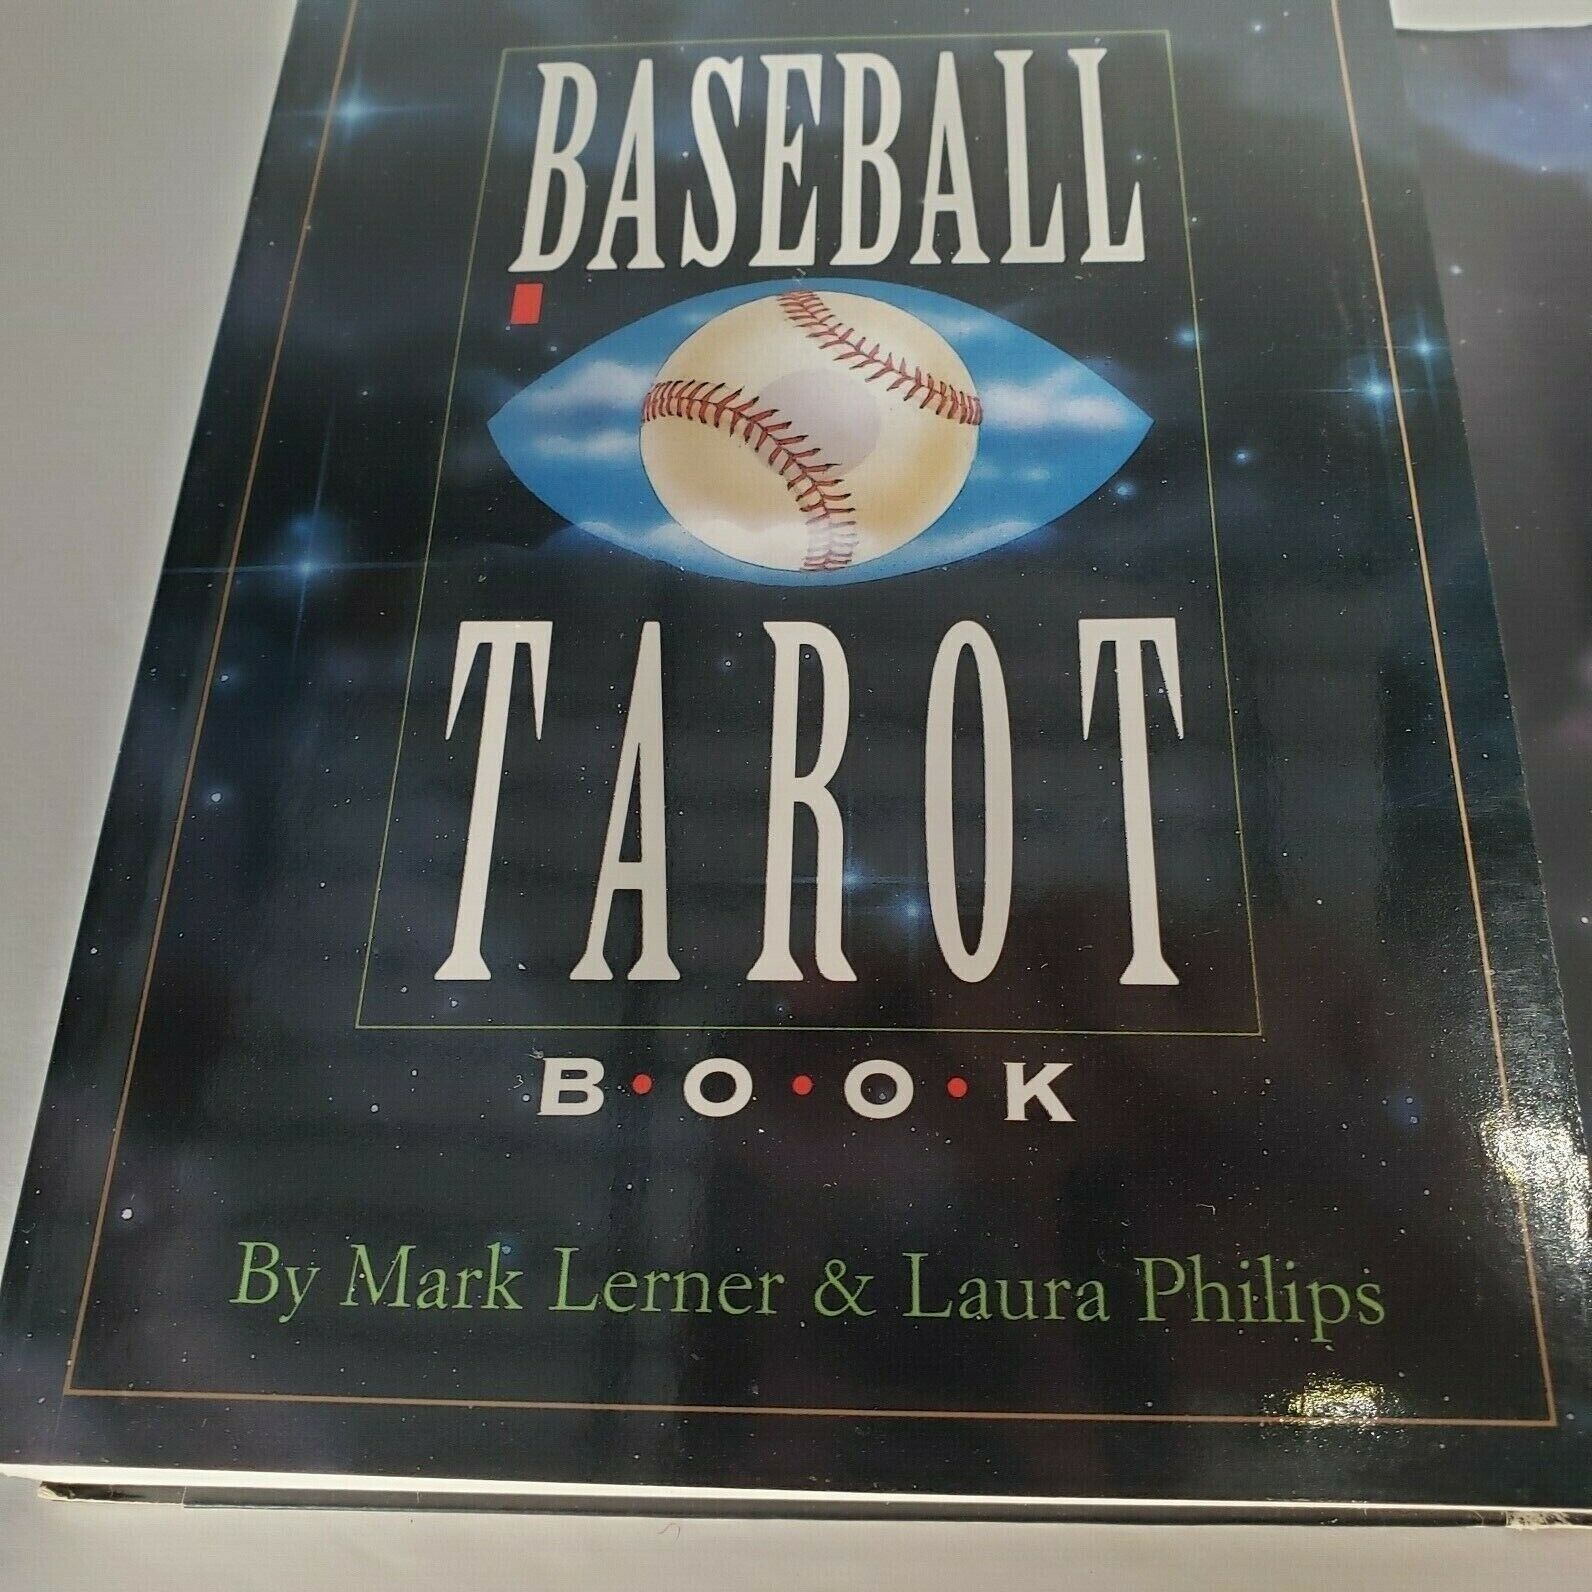 BASEBALL
TAROT
B•O•O•K
By Mark Lerner & Laura Philips